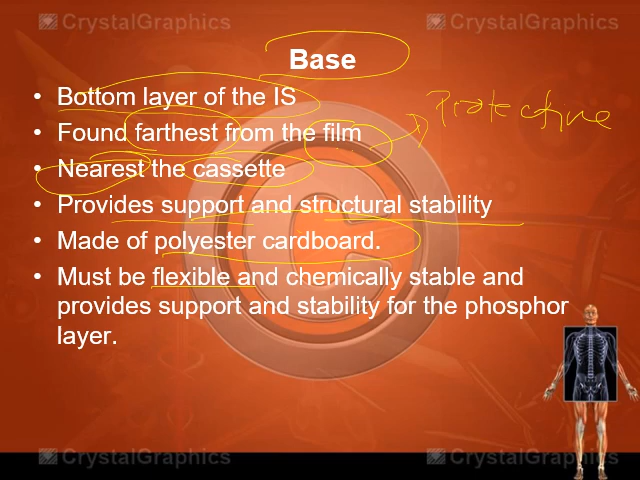 CrystalGraphics
CrystalGraphics
Base
• Bottom layer of the IS
• Found farthest from the film
Protective
• Nearest the cassette
• Provides support and structural stability
• Made of polyester cardboard.
• Must be flexible and chemically stable and
provides support and stability for the phosphor
layer.
CrystalGraphics
CrystalGraphics